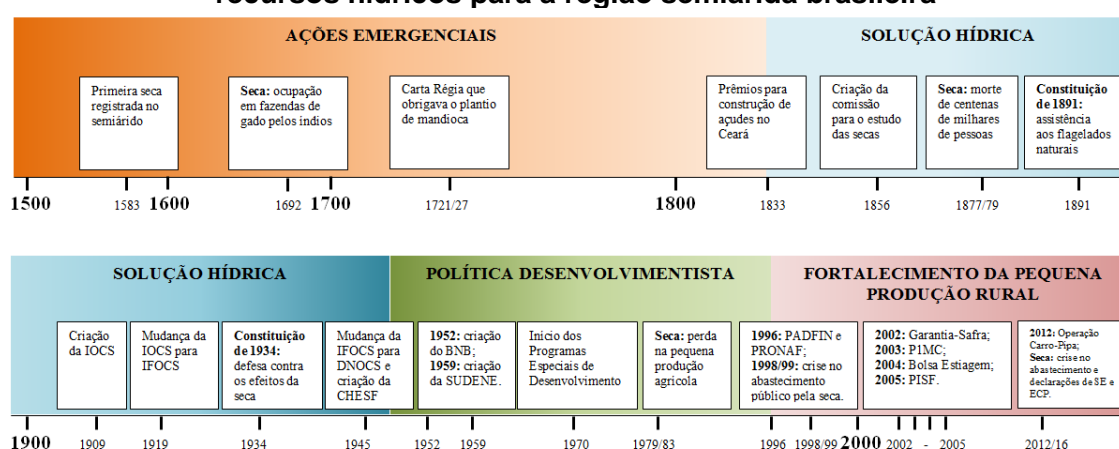 recursos hídricos para a região semiárida brasileira
AÇÕES EMERGENCIAIS
SOLUÇÃO HÍDRICA
Primeira seca
registrada no
semiárido
Seca: ocupação
em fazendas de
gado pelos indios
Carta Régia que
obrigava o plantio
de mandioca
Prêmios para
construção de
açudes no
Ceará
Criação da
comissão
para o estudo
das secas
Seca: morte
de centenas
de milhares
de pessoas
Constituição
de 1891:
assistência
aos flagelados
naturais
1500
1583
1600
1692
1700
1721/27
1800
1833
1856
1877/79
1891
SOLUÇÃO HÍDRICA
POLÍTICA DESENVOLVIMENTISTA
FORTALECIMENTO DA PEQUENA
PRODUÇÃO RURAL
Criação
da IOCS
Mudança da
IOCS para
IFOCS
Constituição
de 1934:
defesa contra
os efeitos da
seca
Mudança da
IFOCS para
DNOCS e
criação da
CHESF
1952: criação
do BNB;
1959: criação
da SUDENE.
Inicio dos
Programas
Especiais de
Desenvolvimento
Seca: perda
na pequena
produção
agricola
1996: PADFIN e
PRONAF;
1998/99: crise no
abastecimento
público pela seca.
2002: Garantia-Safra;
2003: P1MC;
2004: Bolsa Estiagem;
2005: PISF.
2012: Operação
Carro-Pipa;
Seca: crise no
abastecimento e
declarações de SE e
ECP.
1900
1909
1919
1934
1945
1952
1959
1970
1979/83
1996
1998/99
2000
2002
-
2005
2012/16